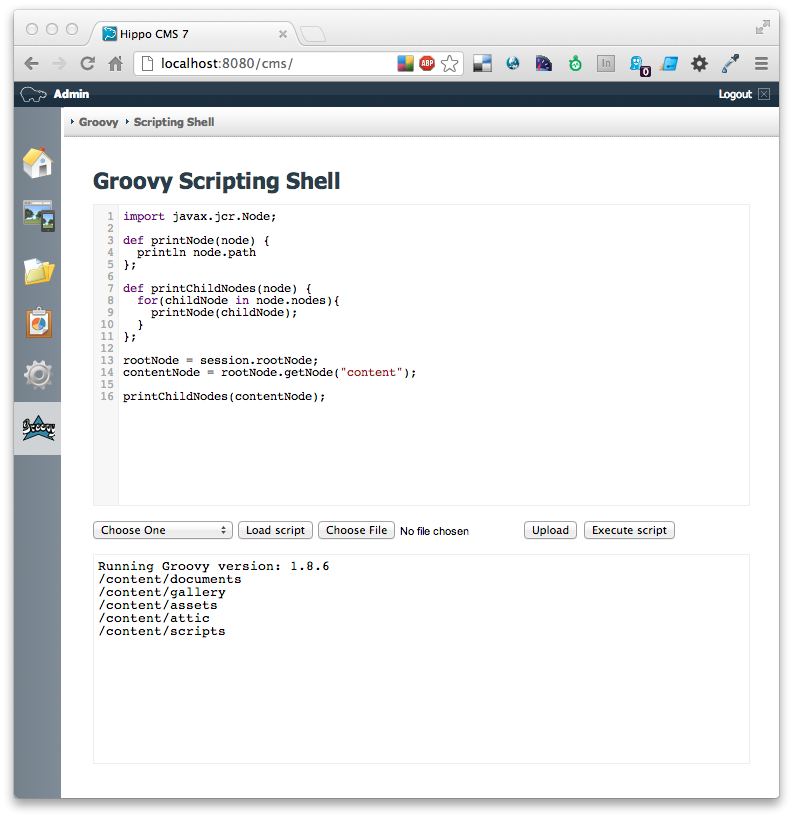 Hippo CMS 7
localhost:8080/cms/
ABP
In
0
Admin
Logout
Groovy
Scripting Shell
Groovy Scripting Shell
1 import javax.jcr.Node;
2
3 def printNode(node) {
4   println node.path
5 };
6
7 def printChildNodes(node) {
8   for(childNode in node.nodes){
9     printNode(childNode);
10   }
11 };
12
13 rootNode = session.rootNode;
14 contentNode = rootNode.getNode("content");
15
16 printChildNodes(contentNode);
Groovy
Choose One Load script Choose File No file chosen Upload Execute script
Running Groovy version: 1.8.6
/content/documents
/content/gallery
/content/assets
/content/attic
/content/scripts